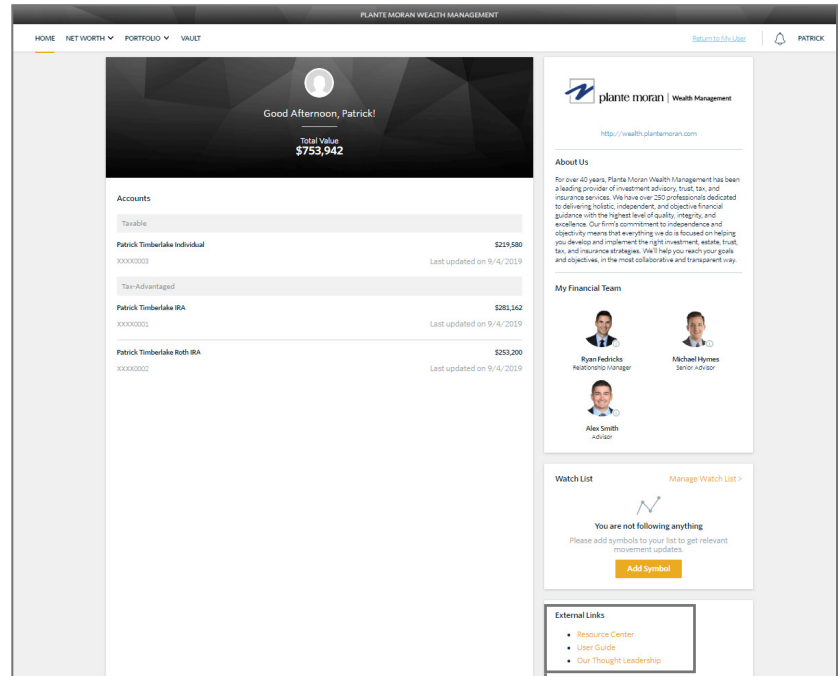 PLANTE MORAN WEALTH MANAGEMENT
HOME NET WORTH PORTFOLIO VAULT Return to My User PATRICK
Good Afternoon, Patrick!
Total Value
$753,942
Accounts
Taxable
Patrick Timberlake Individual $219,580
XXXX0003 Last updated on 9/4/2019
Tax-Advantaged
Patrick Timberlake IRA $281,162
XXXX0001 Last updated on 9/4/2019
Patrick Timberlake Roth IRA $253,200
XXXX0002 Last updated on 9/4/2019
plante moran | Wealth Management
http://wealth.plantemoran.com
About Us
For over 40 years, Plante Moran Wealth Management has been
a leading provider of investment advisory, trust, tax, and
insurance services. We have over 250 professionals dedicated
to delivering holistic, independent, and objective financial
guidance with the highest level of quality, integrity, and
excellence. Our firm's commitment to independence and
objectivity means that everything we do is focused on helping
you develop and implement the right investment, estate, trust,
tax, and insurance strategies. We'll help you reach your goals
and objectives, in the most collaborative and transparent way.
My Financial Team
Ryan Fedricks Michael Hymes
Relationship Manager Senior Advisor
Alex Smith
Advisor
Watch List Manage Watch List >
You are not following anything
Please add symbols to your list to get relevant
movement updates.
Add Symbol
External Links
• Resource Center
• User Guide
• Our Thought Leadership